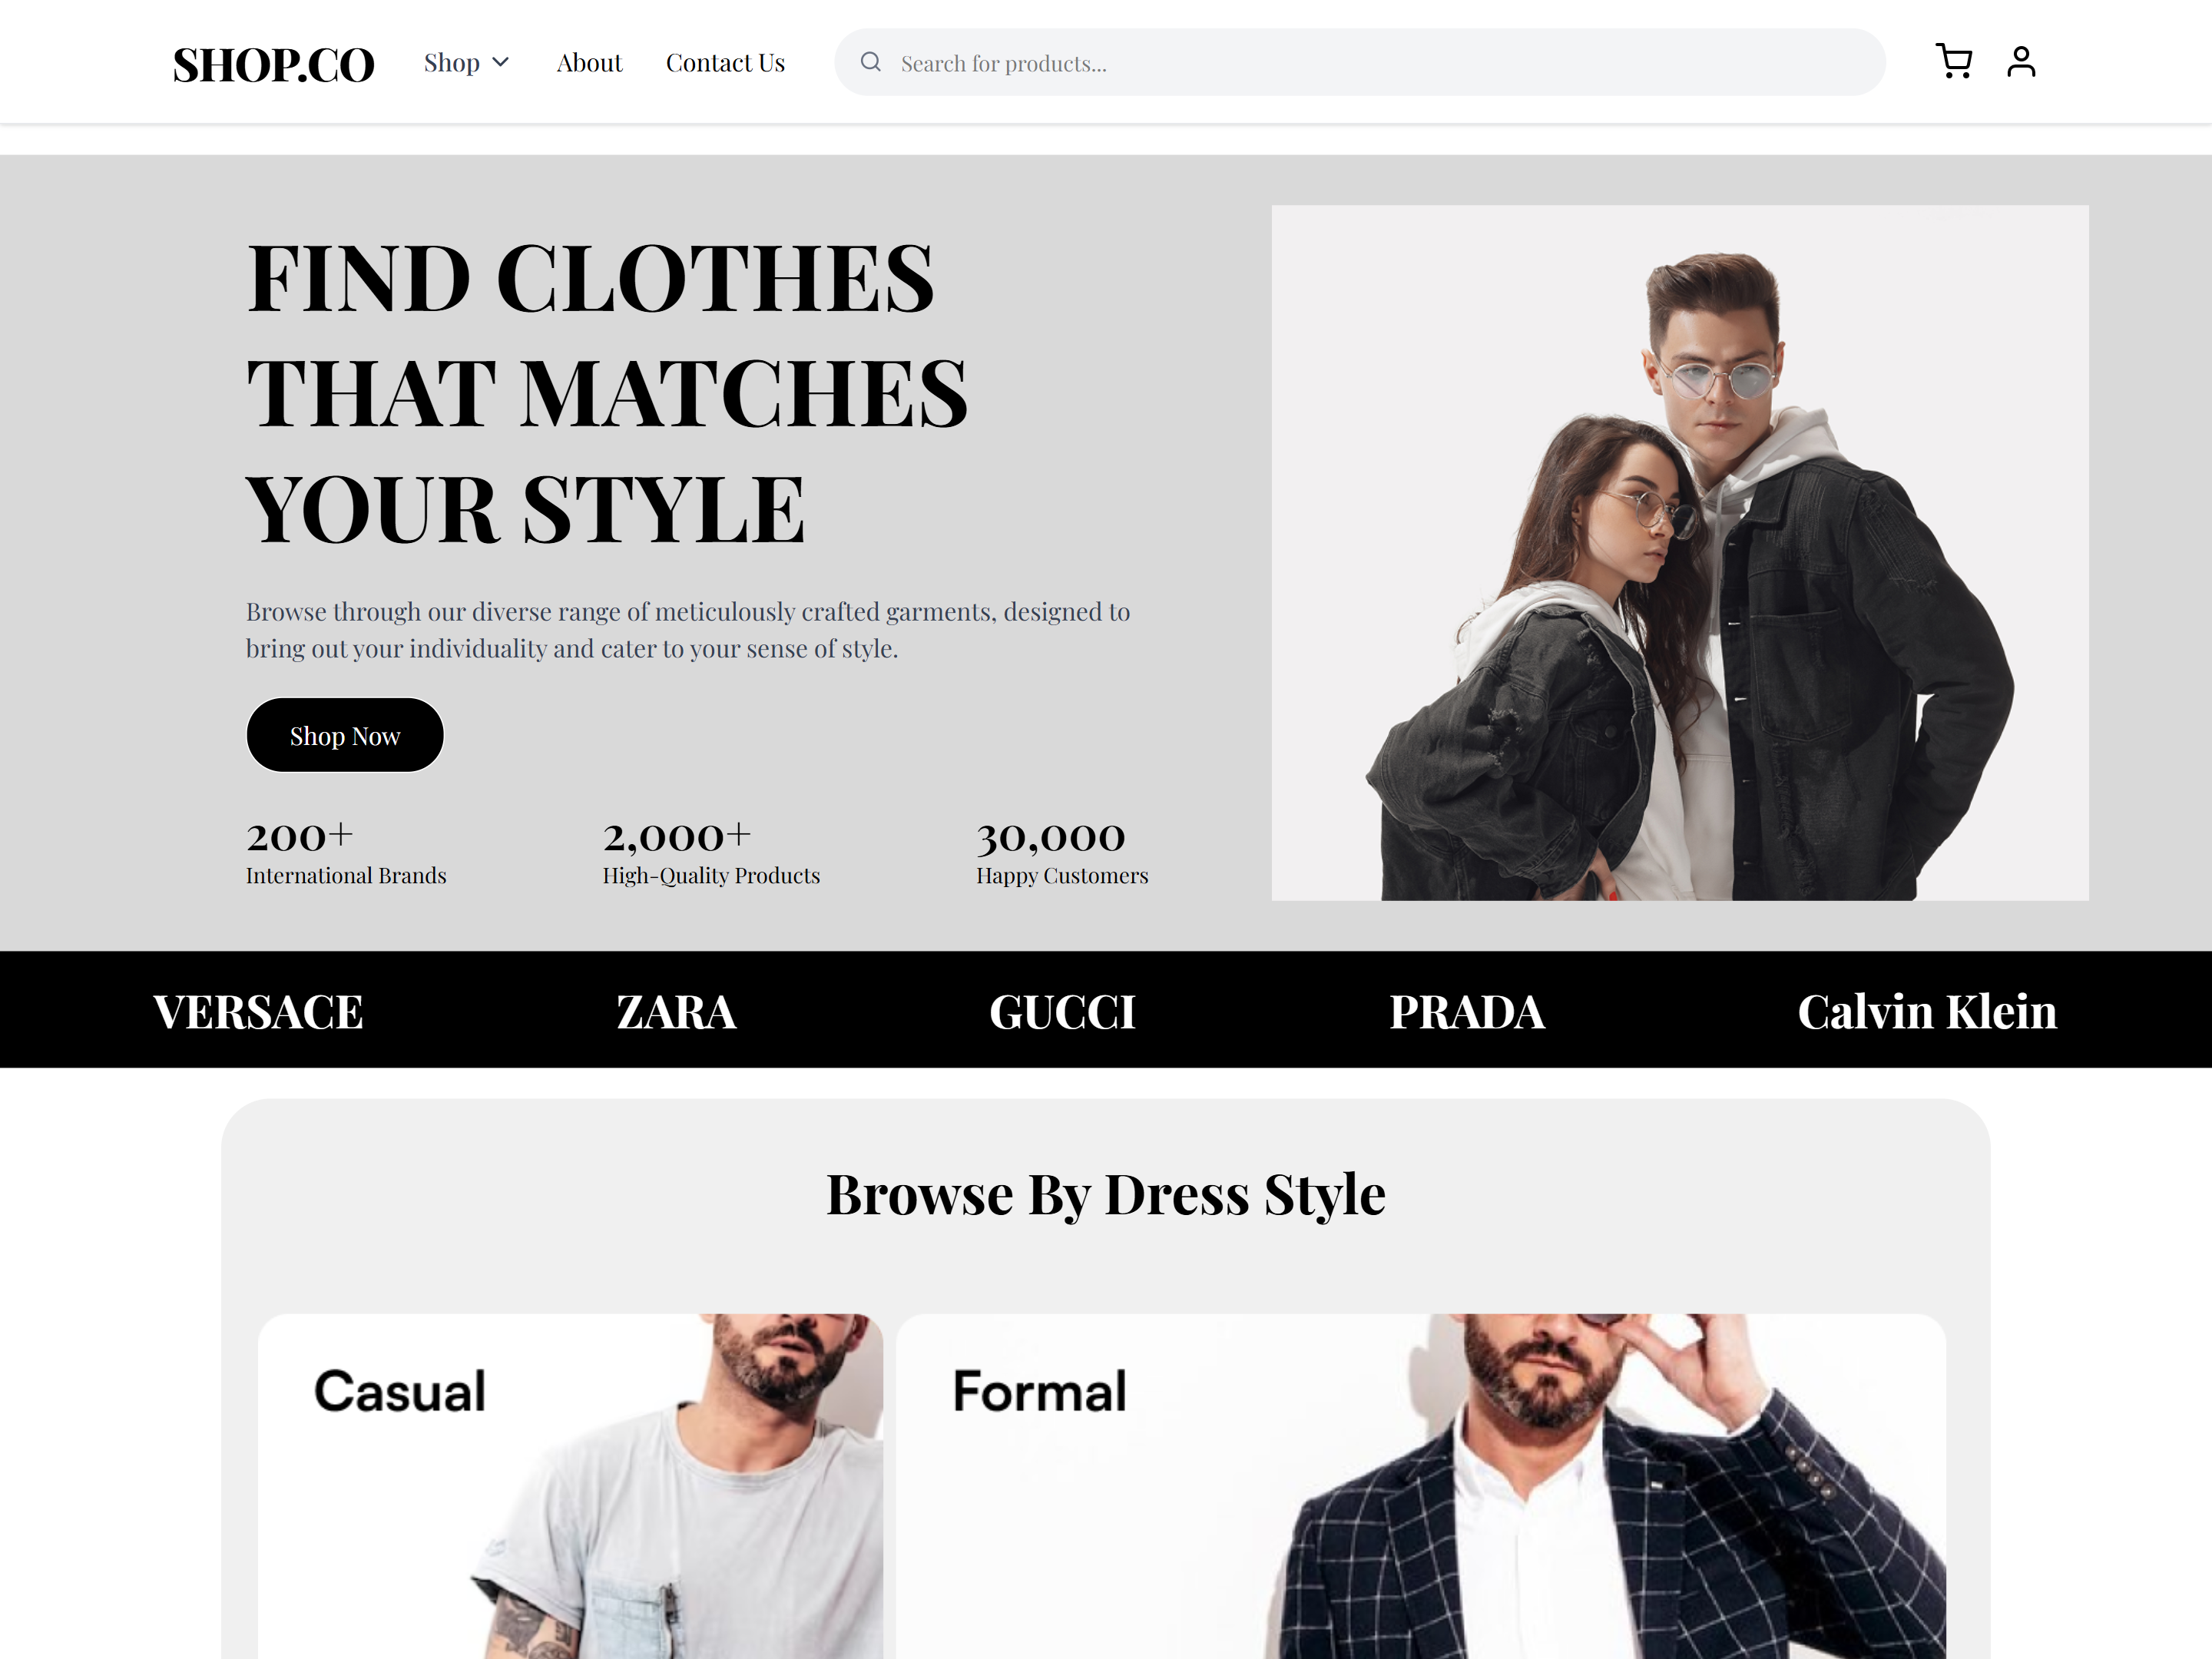 SHOP.CO
Shop
About
Contact Us
Search for products...
FIND CLOTHES
THAT MATCHES
YOUR STYLE
Browse through our diverse range of meticulously crafted garments, designed to
bring out your individuality and cater to your sense of style.
Shop Now
200+
International Brands
2,000+
High-Quality Products
30,000
Happy Customers
VERSACE
ZARA
GUCCI
PRADA
Calvin Klein
Browse By Dress Style
Casual
Formal